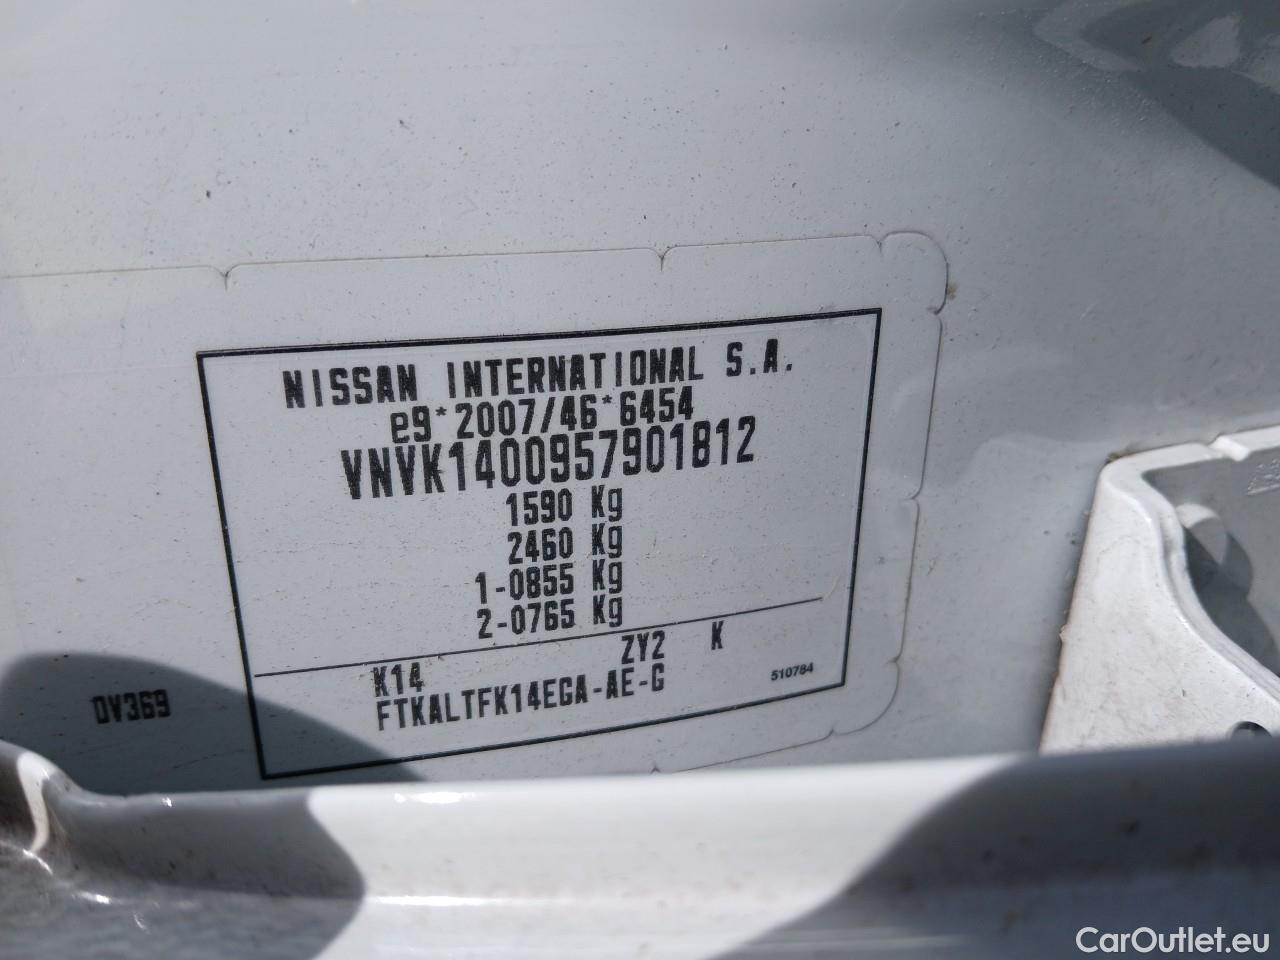 NISSAN INTERNATIONAL S.A.
e9*2007/46*6454
VNVK1400957901812
1590 Kg
2460 Kg
1-0855 Kg
2-0765 Kg
K14 ZY2 K
FTKALTFK14EGA-AE-G
510784
DV369
CarOutlet.eu